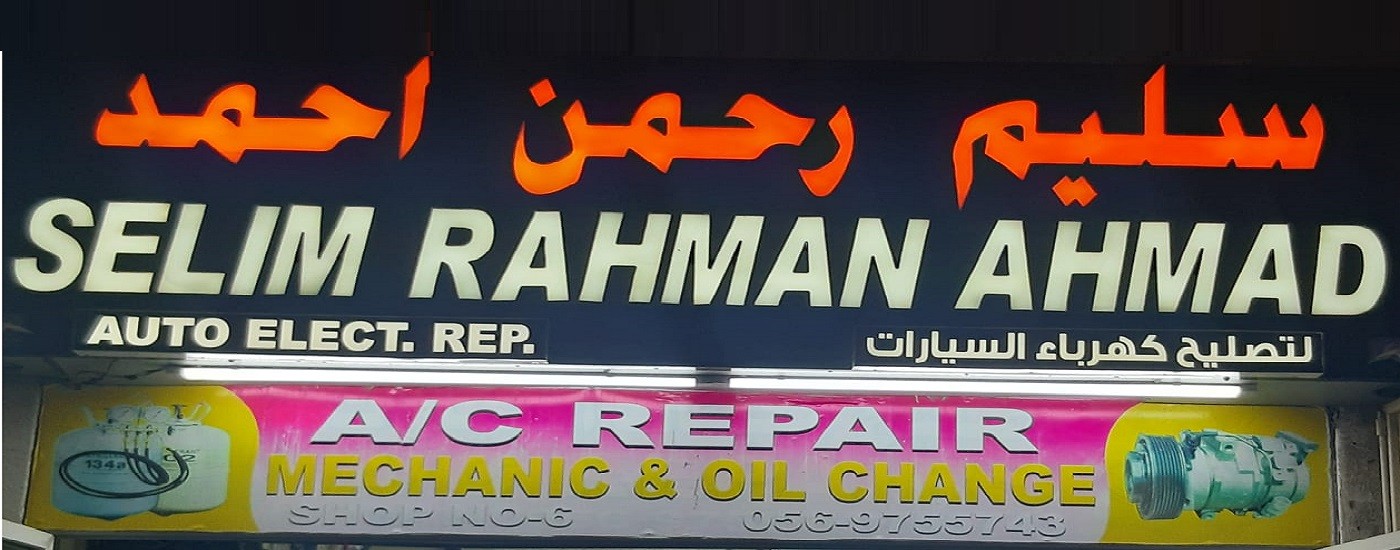 سليم رحمن احمد
SELIM RAHMAN AHMAD
AUTO ELECT. REP. لتصليح كهرباء السيارات
A/C REPAIR
MECHANIC & OIL CHANGE
SHOP NO-6 056-9755743
134a